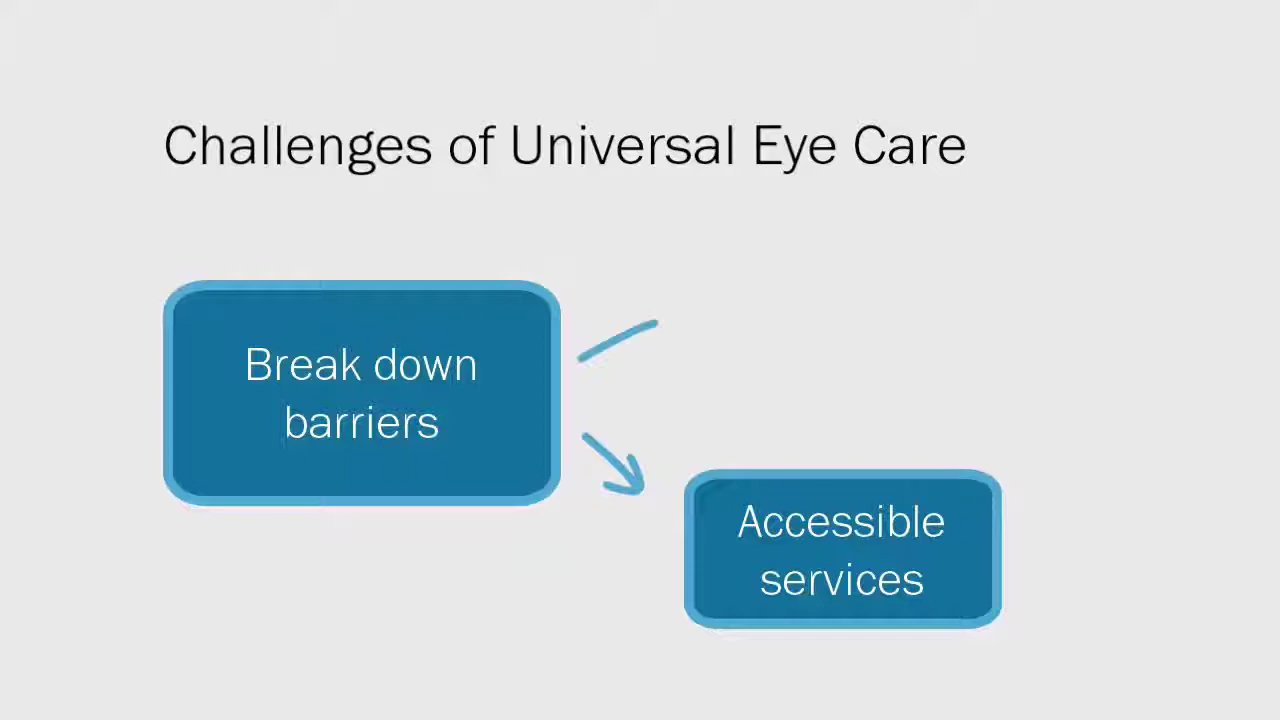 Challenges of Universal Eye Care
Break down
barriers
Accessible
services